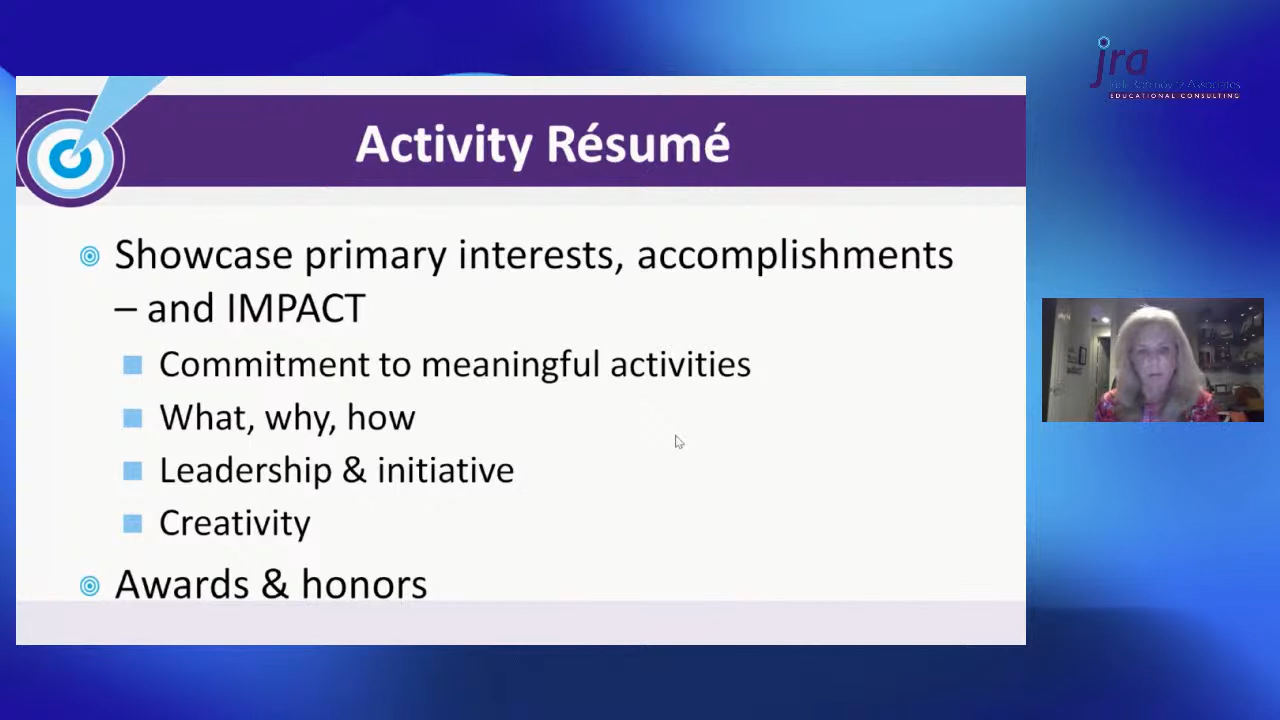 jra
Associates
EDUCATIONAL CONSULTING
Activity Résumé
Showcase primary interests, accomplishments
– and IMPACT
Commitment to meaningful activities
What, why, how
Leadership & initiative
Creativity
Awards & honors